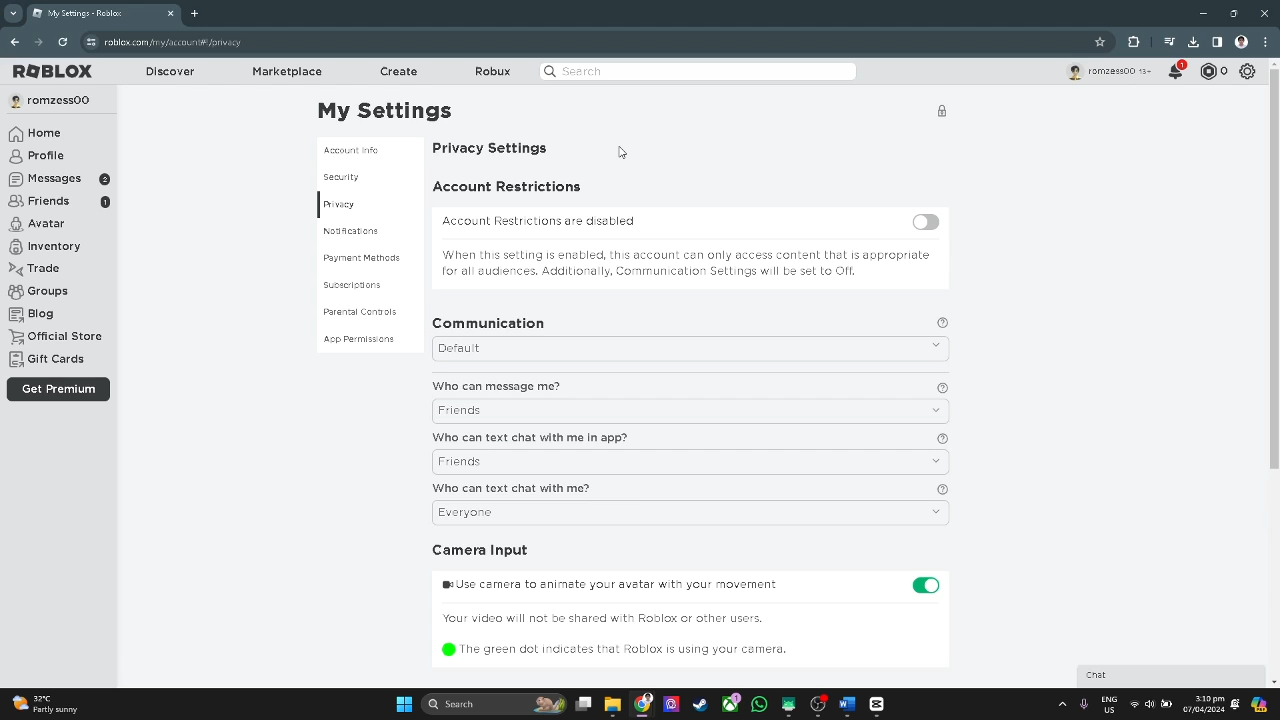 My Settings - Roblox
roblox.com/my/account#!/privacy
ROBLOX
Discover
Marketplace
Create
Robux
Search
romzess00 13+
1
0
romzess00
Home
Profile
Messages 2
Friends 1
Avatar
Inventory
Trade
Groups
Blog
Official Store
Gift Cards
Get Premium
My Settings
Account Info
Security
Privacy
Notifications
Payment Methods
Subscriptions
Parental Controls
App Permissions
Privacy Settings
Account Restrictions
Account Restrictions are disabled
When this setting is enabled, this account can only access content that is appropriate
for all audiences. Additionally, Communication Settings will be set to Off.
Communication
Default
Who can message me?
Friends
Who can text chat with me in app?
Friends
Who can text chat with me?
Everyone
Camera Input
Use camera to animate your avatar with your movement
Your video will not be shared with Roblox or other users.
The green dot indicates that Roblox is using your camera.
Chat
32°C
Partly sunny
Search
1
ENG
US
3:10 pm
07/04/2024